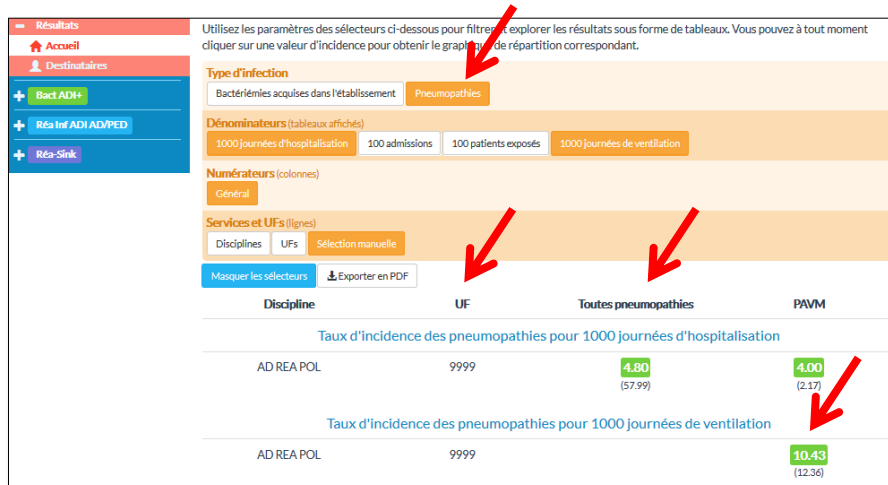 Résultats
Accueil
Destinataires
Bact ADI+
Réa Inf ADI AD/PED
Réa-Sink
Utilisez les paramètres des sélecteurs ci-dessous pour filtrer et explorer les résultats sous forme de tableaux. Vous pouvez à tout moment
cliquer sur une valeur d'incidence pour obtenir le graphique de répartition correspondant.
Type d'infection
Bactériémies acquises dans l'établissement Pneumopathies
Dénominateurs (tableaux affichés)
1000 journées d'hospitalisation 100 admissions 100 patients exposés 1000 journées de ventilation
Numérateurs (colonnes)
Général
Services et UFs (lignes)
Disciplines UFs Sélection manuelle
Masquer les sélecteurs Exporter en PDF
Discipline UF Toutes pneumopathies PAVM
Taux d'incidence des pneumopathies pour 1000 journées d'hospitalisation
AD REA POL 9999 4.80 4.00
(57.99) (2.17)
Taux d'incidence des pneumopathies pour 1000 journées de ventilation
AD REA POL 9999 10.43
(12.36)